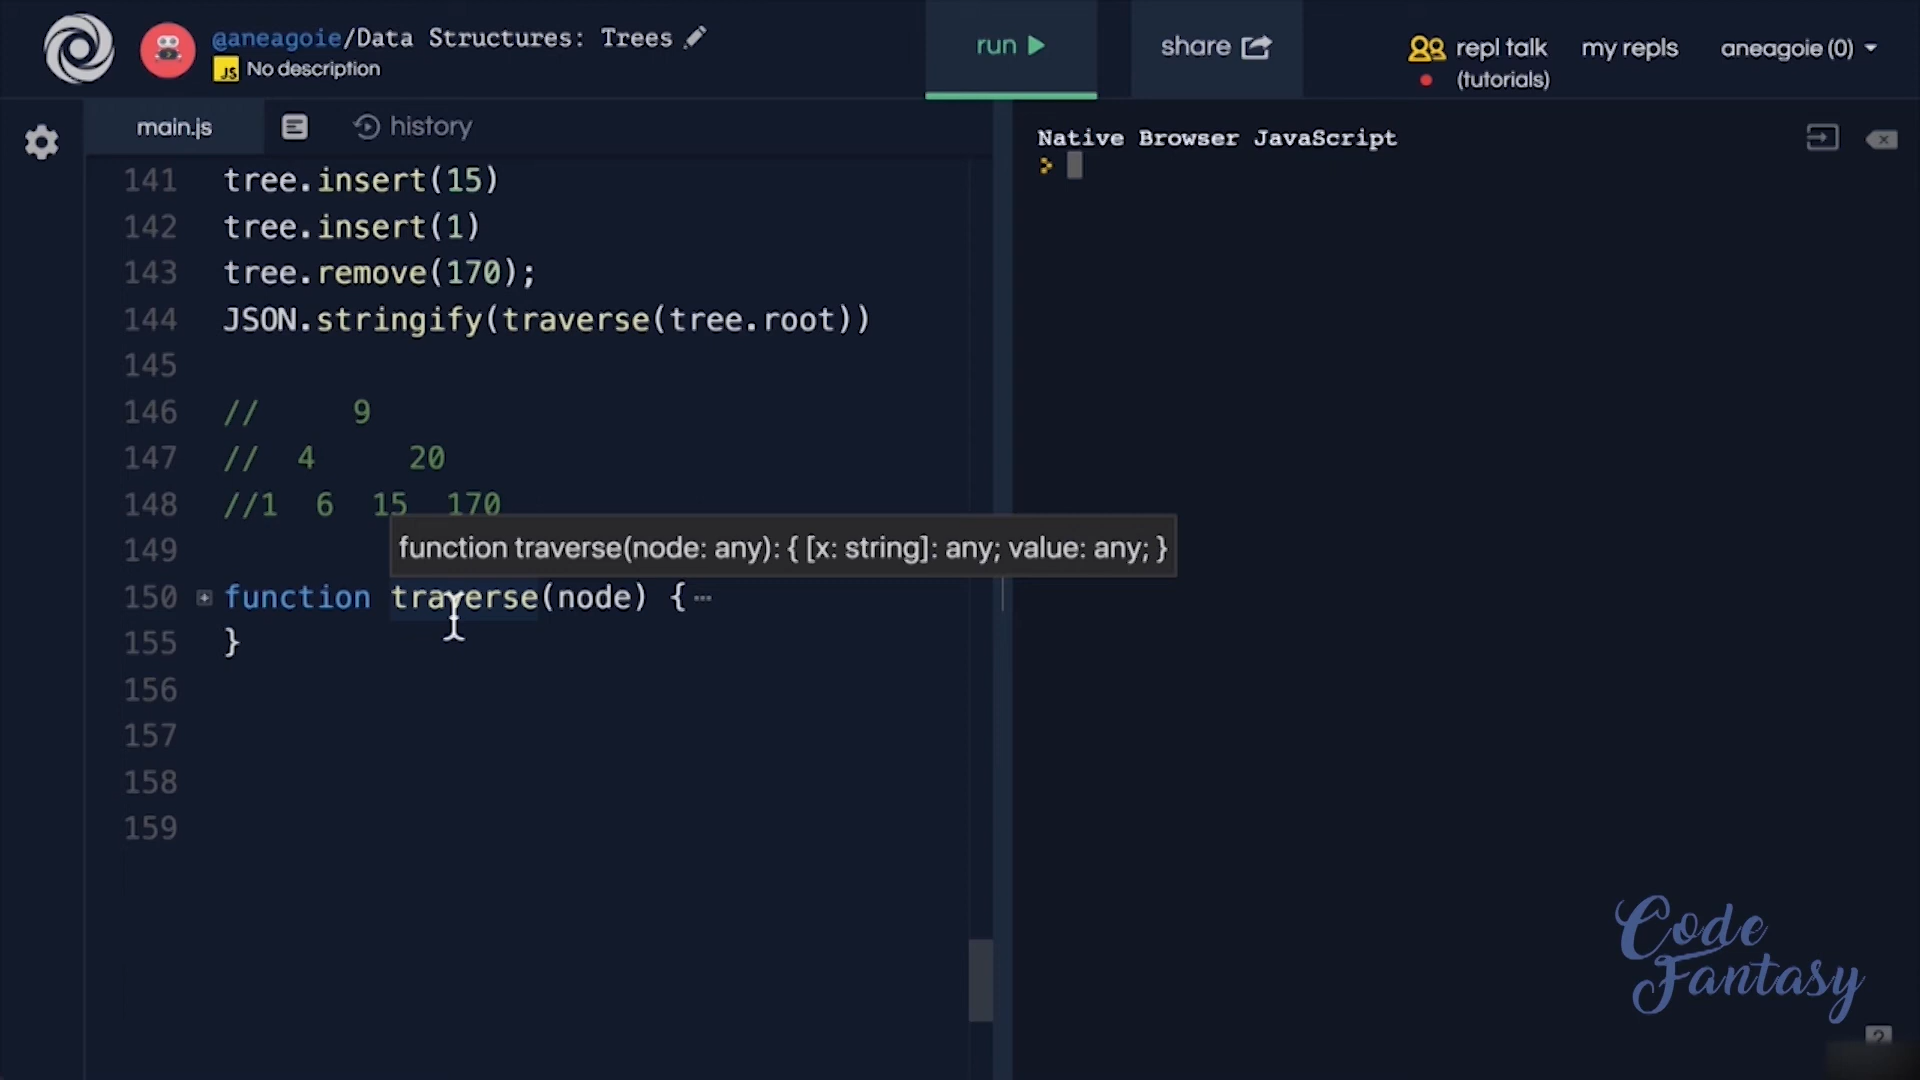 @aneagoie/Data Structures: Trees
JS No description
run
share
repl talk
(tutorials)
my repls
aneagoie (0)
main.js
history
Native Browser JavaScript
>
141 tree.insert(15)
142 tree.insert(1)
143 tree.remove(170);
144 JSON.stringify(traverse(tree.root))
145
146 // 9
147 // 4 20
148 //1 6 15 170
149
function traverse(node: any): { [x: string]: any; value: any; }
150 function traverse(node) {
155 }
156
157
158
159
Code
Fantasy
?